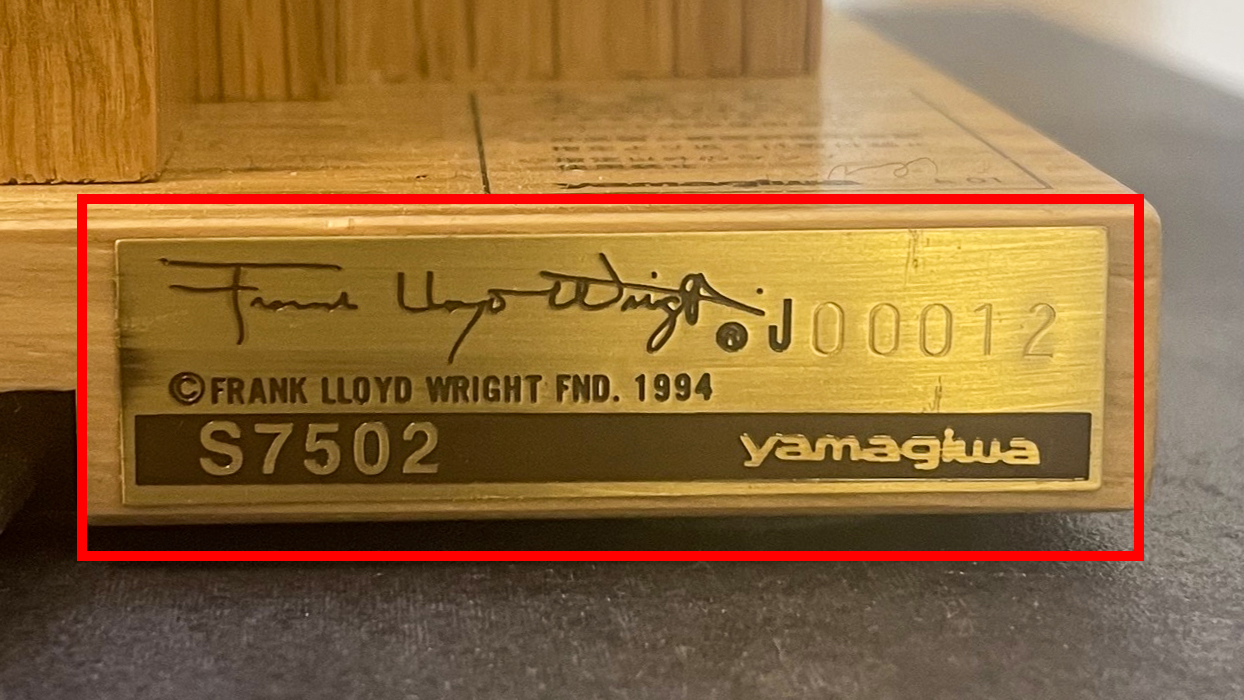 Frank Lloyd Wright ® J00012
©FRANK LLOYD WRIGHT FND. 1994
S7502 yamagiwa